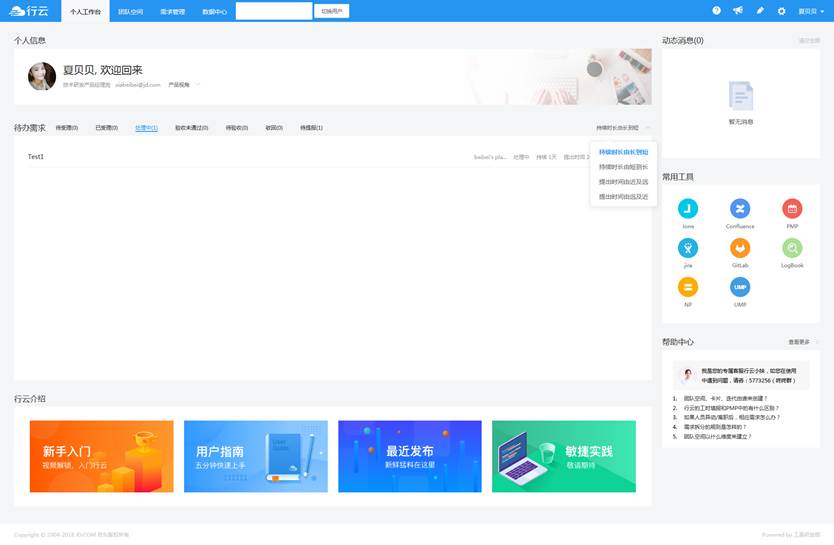 行云
个人工作台 团队空间 需求管理 数据中心 切换用户 夏贝贝
个人信息
夏贝贝, 欢迎回来
技术研发产品经理岗 xiabeibei@jd.com 产品视角
待办需求 待受理(0) 已受理(0) 处理中(1) 验收未通过(0) 待验收(0) 驳回(0) 待提报(1) 持续时长由长到短
Test1 beibei's pla... 处理中 持续 1天 提出时间 2
持续时长由长到短
持续时长由短到长
提出时间由近及远
提出时间由远及近
行云介绍
新手入门
视频解锁，入门行云
用户指南
五分钟快速上手
User
Guide
最近发布
新鲜猛料在这里
敏捷实践
敬请期待
动态消息(0)
清空全部
暂无消息
常用工具
Jone Confluence PMP
jira GitLab LogBook
UMP
NP UMP
帮助中心 查看更多
我是您的专属客服行云小妹，如您在使用
中遇到问题，请咨：5773256（咚咚群）
1. 团队空间、卡片、迭代由谁来创建？
2. 行云的工时填报和PMP中的有什么区别？
3. 如果人员异动/离职后，相应需求怎么办？
4. 需求拆分的规则是怎样的？
5. 团队空间以什么维度来建立？
Copyright © 2004-2018 JD.COM 京东版权所有
Powered by 工具研发部